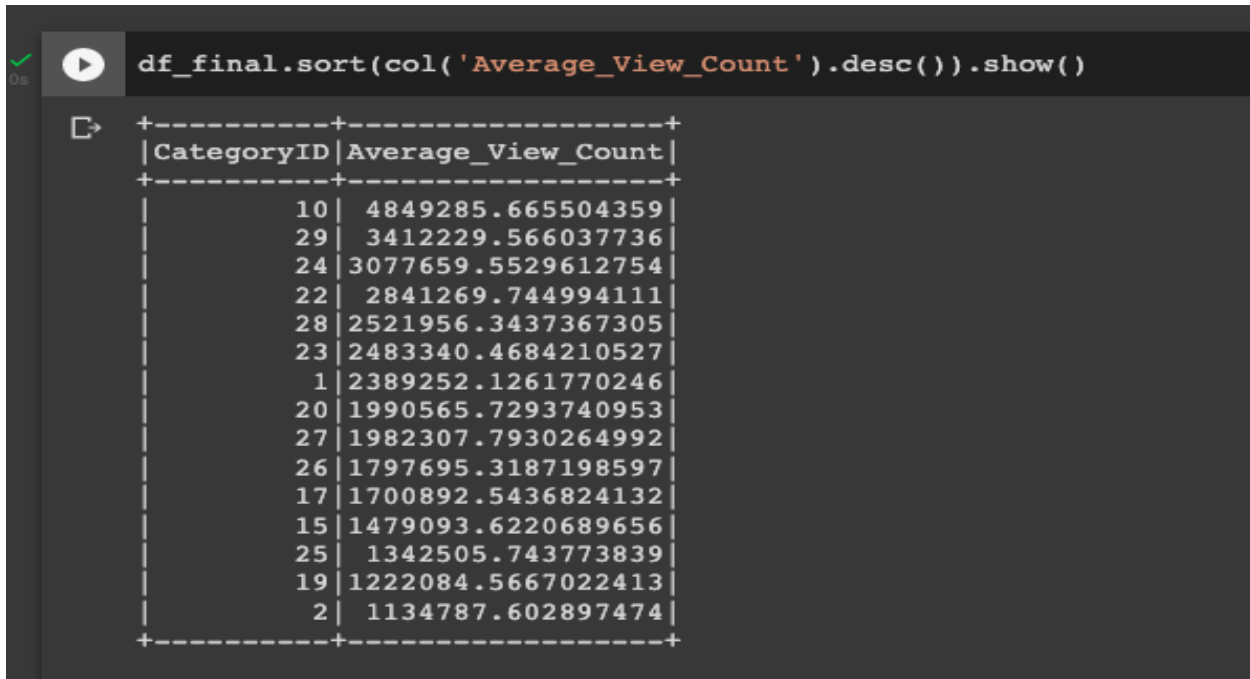 df_final.sort(col('Average_View_Count').desc()).show()
0s
+----------+------------------+
|CategoryID|Average_View_Count|
+----------+------------------+
|        10| 4849285.665504359|
|        29| 3412229.566037736|
|        24|3077659.5529612754|
|        22| 2841269.744994111|
|        28|2521956.3437367305|
|        23|2483340.4684210527|
|         1|2389252.1261770246|
|        20|1990565.7293740953|
|        27|1982307.7930264992|
|        26|1797695.3187198597|
|        17|1700892.5436824132|
|        15|1479093.6220689656|
|        25| 1342505.743773839|
|        19|1222084.5667022413|
|         2| 1134787.602897474|
+----------+------------------+